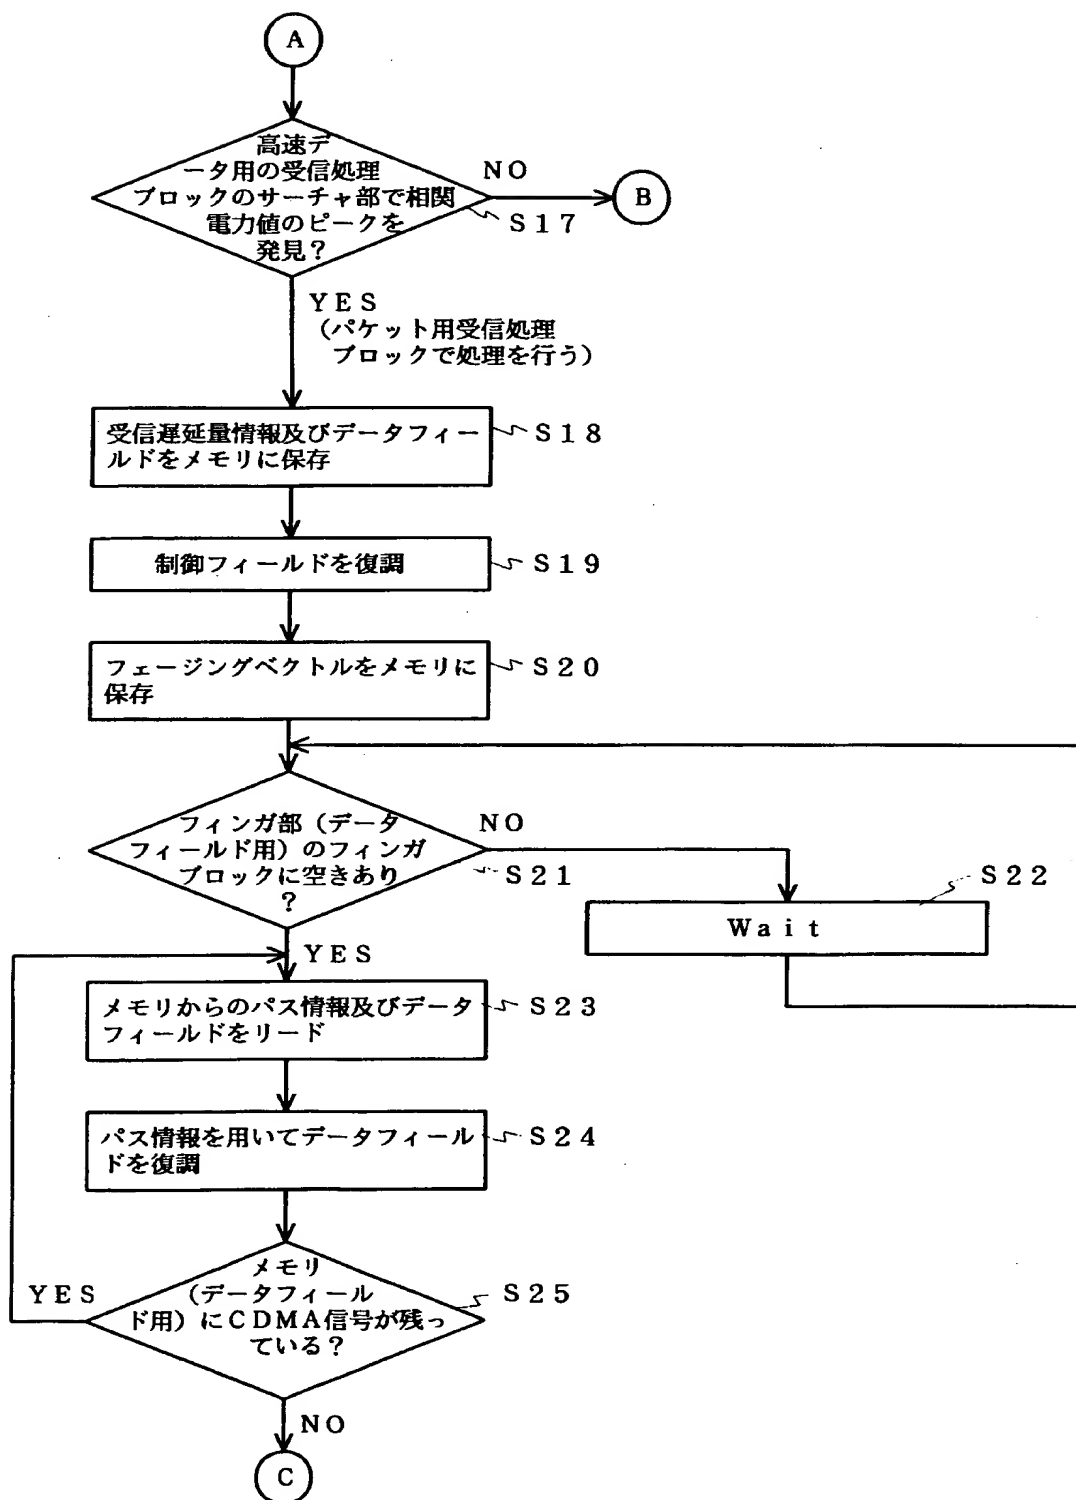 A
高速デ
ータ用の受信処理
ブロックのサーチャ部で相関
電力値のピークを
発見？
NO
B
S17
YES
（パケット用受信処理
ブロックで処理を行う）
受信遅延量情報及びデータフィー
ルドをメモリに保存
S18
制御フィールドを復調
S19
フェージングベクトルをメモリに
保存
S20
フィンガ部（データ
フィールド用）のフィンガ
ブロックに空きあり
？
NO
S21
S22
Wait
YES
メモリからのパス情報及びデータ
フィールドをリード
S23
パス情報を用いてデータフィール
ドを復調
S24
メモリ
（データフィール
ド用）にCDMA信号が残っ
ている？
YES
S25
NO
C